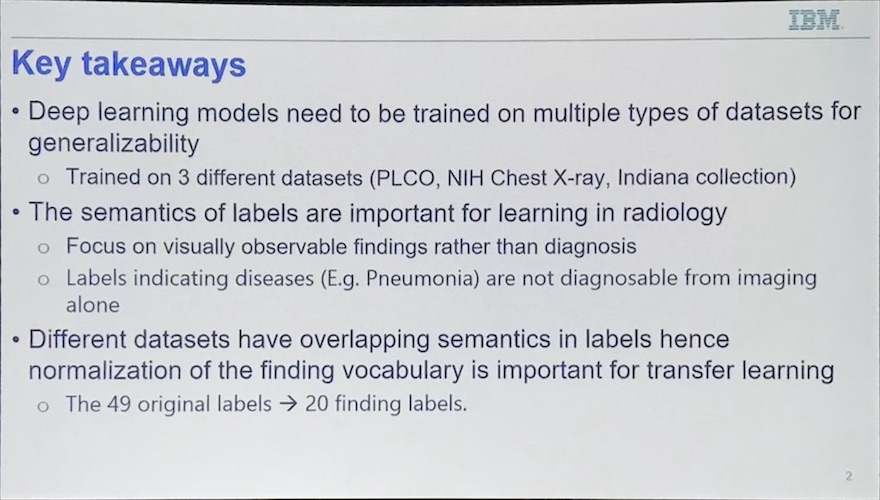 IBM
Key takeaways
• Deep learning models need to be trained on multiple types of datasets for
generalizability
o Trained on 3 different datasets (PLCO, NIH Chest X-ray, Indiana collection)
• The semantics of labels are important for learning in radiology
o Focus on visually observable findings rather than diagnosis
o Labels indicating diseases (E.g. Pneumonia) are not diagnosable from imaging
alone
• Different datasets have overlapping semantics in labels hence
normalization of the finding vocabulary is important for transfer learning
o The 49 original labels → 20 finding labels.
2